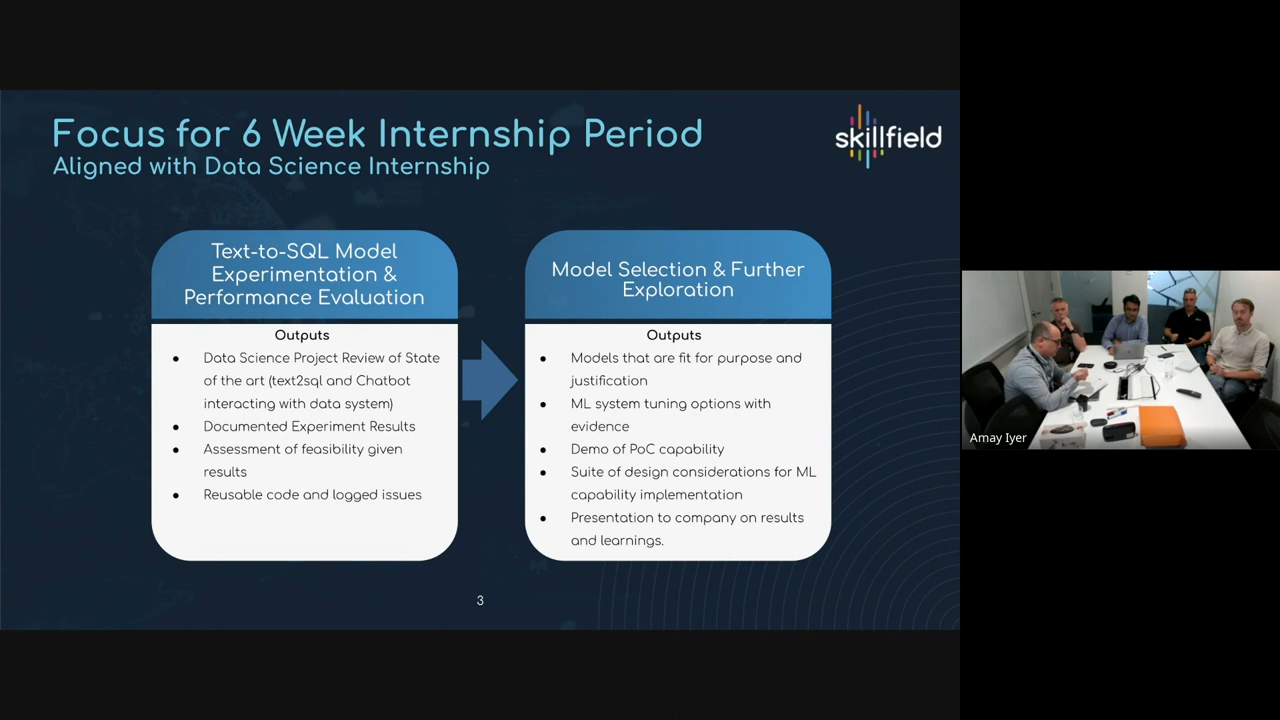 Focus for 6 Week Internship Period
Aligned with Data Science Internship
skillfield
Text-to-SQL Model
Experimentation &
Performance Evaluation
Outputs
● Data Science Project Review of State
of the art (text2sql and Chatbot
interacting with data system)
● Documented Experiment Results
● Assessment of feasibility given
results
● Reusable code and logged issues
Model Selection & Further
Exploration
Outputs
● Models that are fit for purpose and
justification
● ML system tuning options with
evidence
● Demo of PoC capability
● Suite of design considerations for ML
capability implementation
● Presentation to company on results
and learnings.
3
Amay Iyer